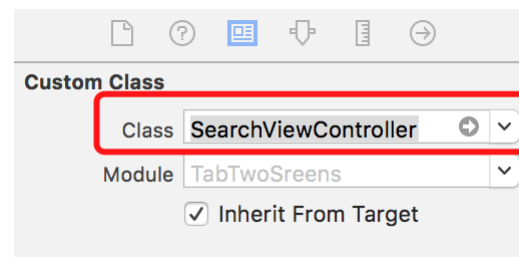 Custom Class
Class SearchViewController
Module TabTwoSreens
Inherit From Target